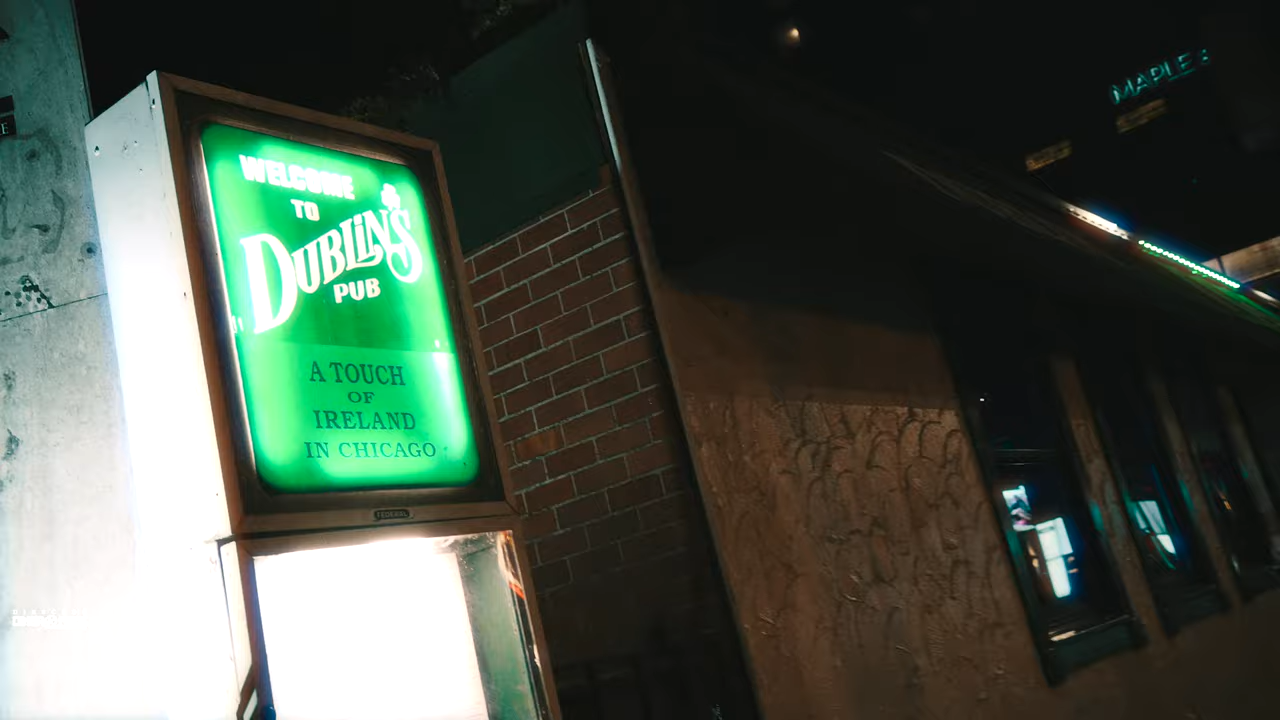 WELCOME
TO
DUBLIN'S
PUB
A TOUCH
OF
IRELAND
IN CHICAGO
FEDERAL
MAPLE &